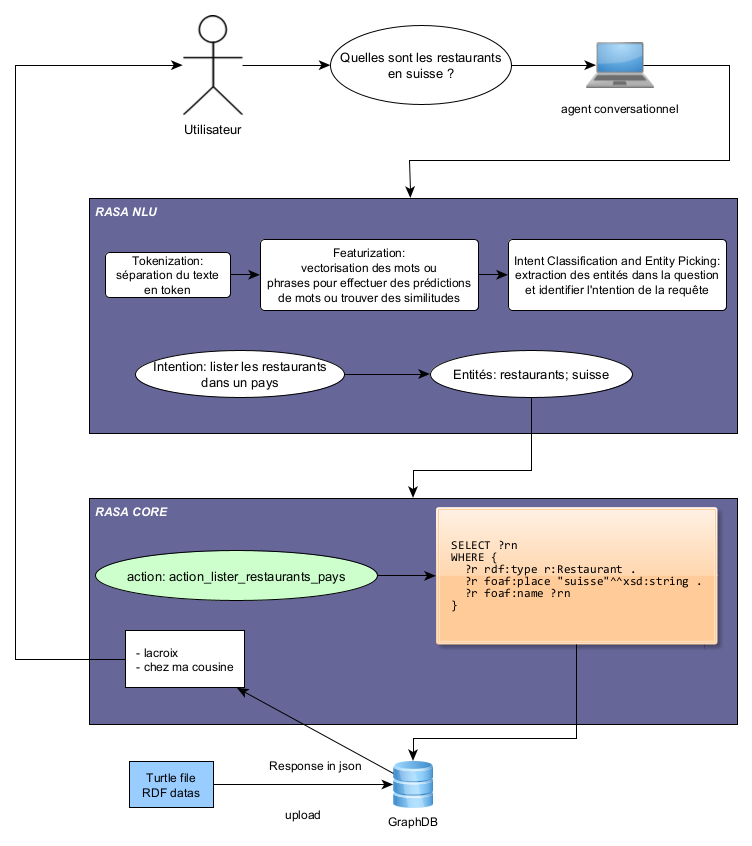 Quelles sont les restaurants
en suisse ?
Utilisateur
agent conversationnel
RASA NLU
Tokenization:
séparation du texte
en token
Featurization:
vectorisation des mots ou
phrases pour effectuer des prédictions
de mots ou trouver des similitudes
Intent Classification and Entity Picking:
extraction des entités dans la question
et identifier l'intention de la requête
Intention: lister les restaurants
dans un pays
Entités: restaurants; suisse
RASA CORE
action: action_lister_restaurants_pays
SELECT ?rn
WHERE {
?r rdf:type r:Restaurant .
?r foaf:place "suisse"^^xsd:string .
?r foaf:name ?rn
}
- lacroix
- chez ma cousine
Response in json
Turtle file
RDF datas
upload
GraphDB